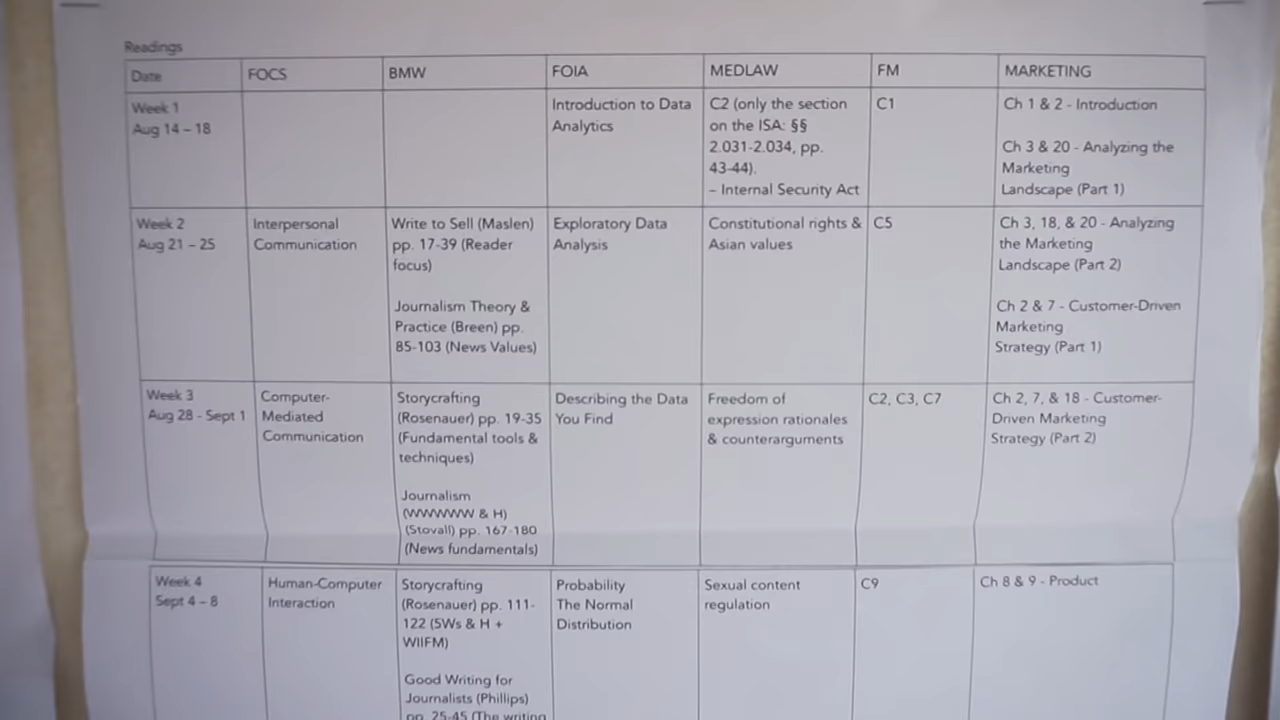 Readings
Date
FOCS
BMW
FOIA
MEDLAW
FM
MARKETING
Week 1
Aug 14 – 18
Introduction to Data
Analytics
C2 (only the section
on the ISA: §§
2.031-2.034, pp.
43-44).
– Internal Security Act
C1
Ch 1 & 2 - Introduction
Ch 3 & 20 - Analyzing the
Marketing
Landscape (Part 1)
Week 2
Aug 21 – 25
Interpersonal
Communication
Write to Sell (Maslen)
pp. 17-39 (Reader
focus)
Journalism Theory &
Practice (Breen) pp.
85-103 (News Values)
Exploratory Data
Analysis
Constitutional rights &
Asian values
C5
Ch 3, 18, & 20 - Analyzing
the Marketing
Landscape (Part 2)
Ch 2 & 7 - Customer-Driven
Marketing
Strategy (Part 1)
Week 3
Aug 28 - Sept 1
Computer-
Mediated
Communication
Storycrafting
(Rosenauer) pp. 19-35
(Fundamental tools &
techniques)
Journalism
(WWWWW & H)
(Stovall) pp. 167-180
(News fundamentals)
Describing the Data
You Find
Freedom of
expression rationales
& counterarguments
C2, C3, C7
Ch 2, 7, & 18 - Customer-
Driven Marketing
Strategy (Part 2)
Week 4
Sept 4 – 8
Human-Computer
Interaction
Storycrafting
(Rosenauer) pp. 111-
122 (5Ws & H +
WIIFM)
Good Writing for
Journalists (Phillips)
pp. 25-45 (The writing
Probability
The Normal
Distribution
Sexual content
regulation
C9
Ch 8 & 9 - Product